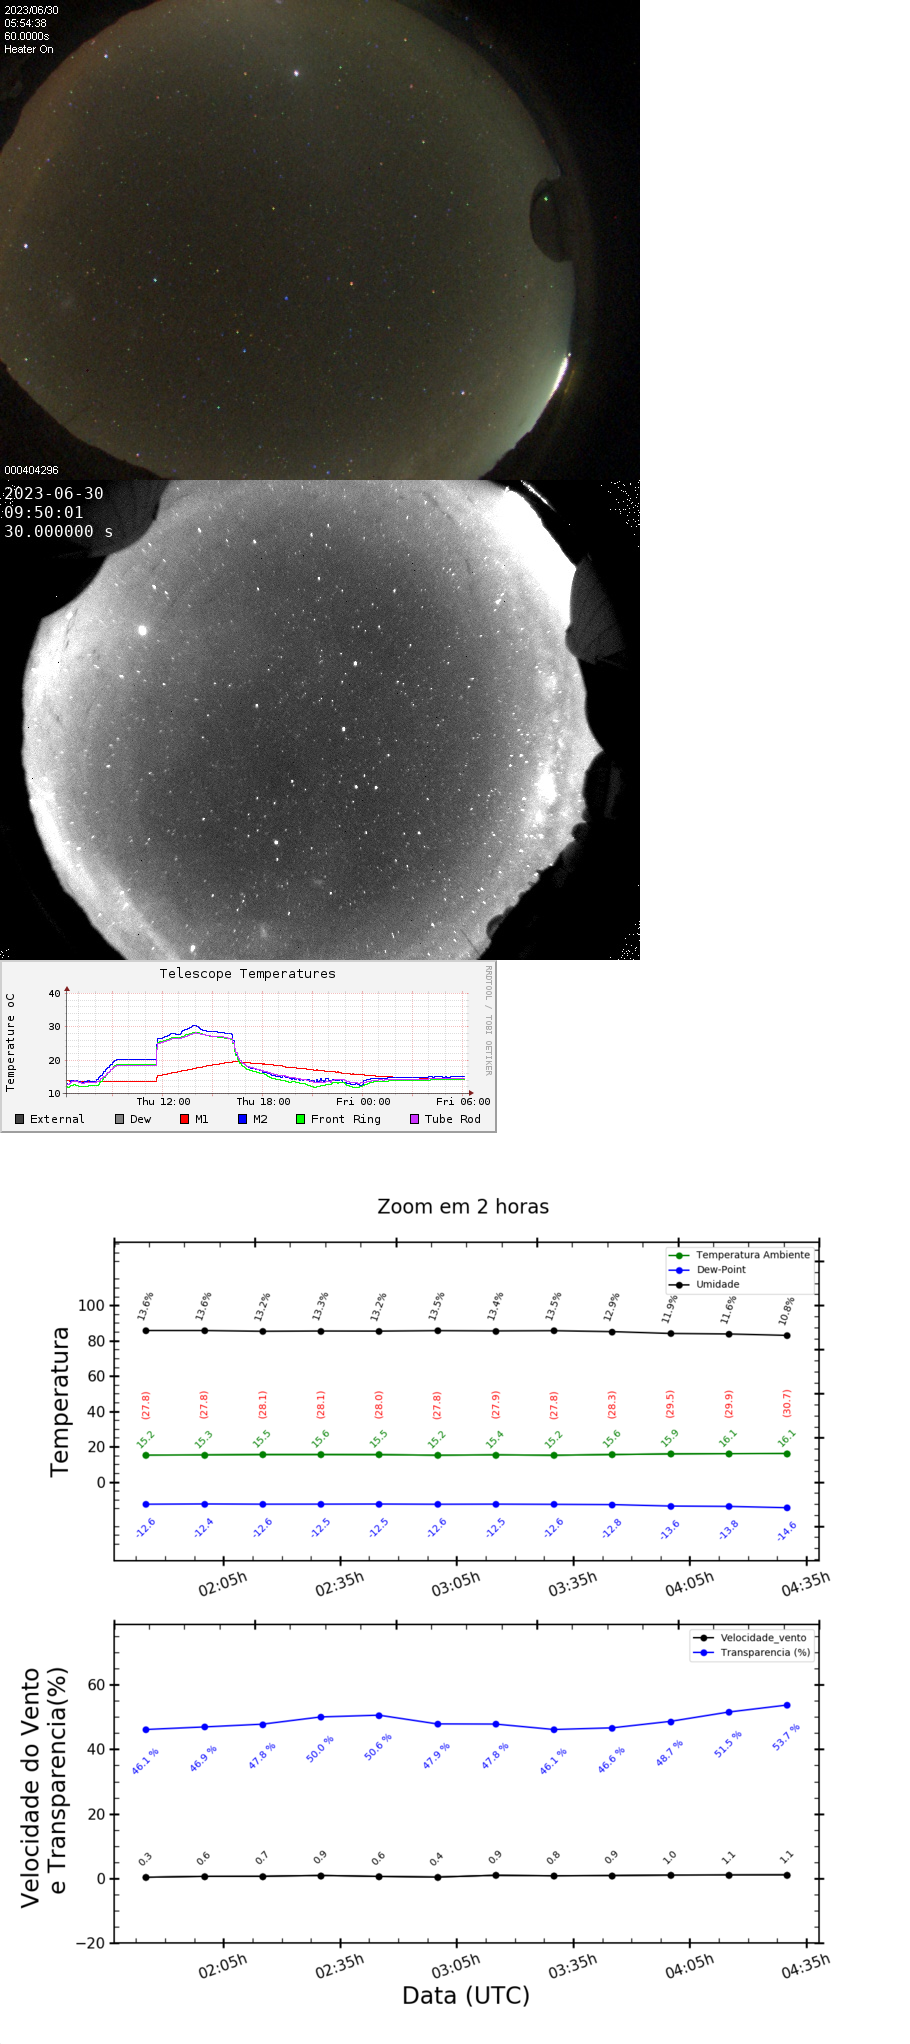 2023/06/30
05:54:38
60.0000s
Heater On
000404296
2023-06-30
09:50:01
30.000000 s
Telescope Temperatures
RRDTOOL / TOBI OETIKER
Temperature oC
40
30
20
10
Thu 12:00 Thu 18:00 Fri 00:00 Fri 06:00
External Dew M1 M2 Front Ring Tube Rod
Zoom em 2 horas
Temperatura Ambiente
Dew-Point
Umidade
Temperatura
100
80
60
40
20
0
13.6% 13.6% 13.2% 13.3% 13.2% 13.5% 13.4% 13.5% 12.9% 11.9% 11.6% 10.8%
(27.8) (27.8) (28.1) (28.1) (28.0) (27.8) (27.9) (27.8) (28.3) (29.5) (29.9) (30.7)
15.2 15.3 15.5 15.6 15.5 15.2 15.4 15.2 15.6 15.9 16.1 16.1
-12.6 -12.4 -12.6 -12.5 -12.5 -12.6 -12.5 -12.6 -12.8 -13.6 -13.8 -14.6
02:05h 02:35h 03:05h 03:35h 04:05h 04:35h
Velocidade_vento
Transparencia (%)
Velocidade do Vento
e Transparencia(%)
60
40
20
0
−20
46.1 % 46.9 % 47.8 % 50.0 % 50.6 % 47.9 % 47.8 % 46.1 % 46.6 % 48.7 % 51.5 % 53.7 %
0.3 0.6 0.7 0.9 0.6 0.4 0.9 0.8 0.9 1.0 1.1 1.1
02:05h 02:35h 03:05h 03:35h 04:05h 04:35h
Data (UTC)